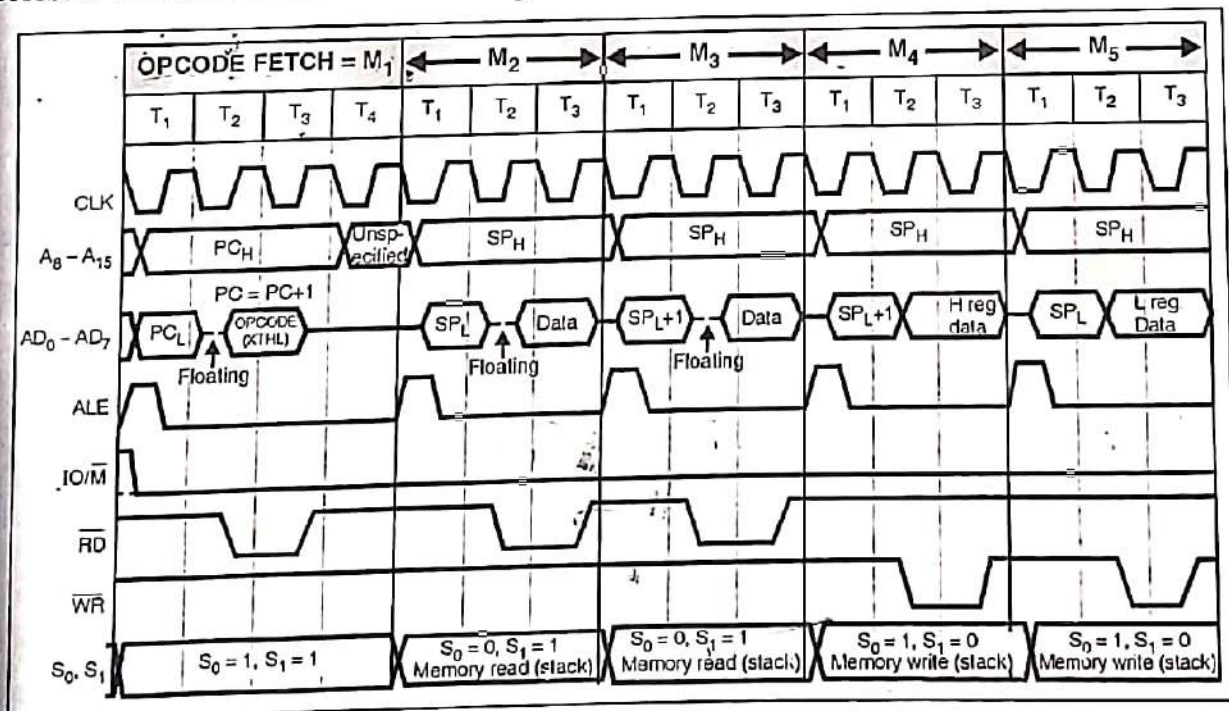 OPCODE FETCH = M1 M2 M3 M4 M5
T1 T2 T3 T4 T1 T2 T3 T1 T2 T3 T1 T2 T3 T1 T2 T3
CLK
A8 – A15 PCH Unsp-ecified SPH SPH SPH SPH
PC = PC+1
AD0 – AD7 PCL OPCODE (XTHL) SPL Data SPL+1 Data SPL+1 H reg data SPL L reg Data
Floating Floating Floating
ALE
IO/M̅
R̅D̅
W̅R̅
S0, S1 S0 = 1, S1 = 1 S0 = 0, S1 = 1 Memory read (stack) S0 = 0, S1 = 1 Memory read (stack) S0 = 1, S1 = 0 Memory write (stack) S0 = 1, S1 = 0 Memory write (stack)